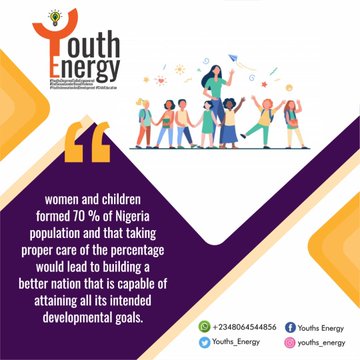 Youth
Energy
women and children
formed 70 % of Nigeria
population and that taking
proper care of the percentage
would lead to building a
better nation that is capable of
attaining all its intended
developmental goals.
+2348064544856
Youths Energy
Youths_Energy
youths_energy